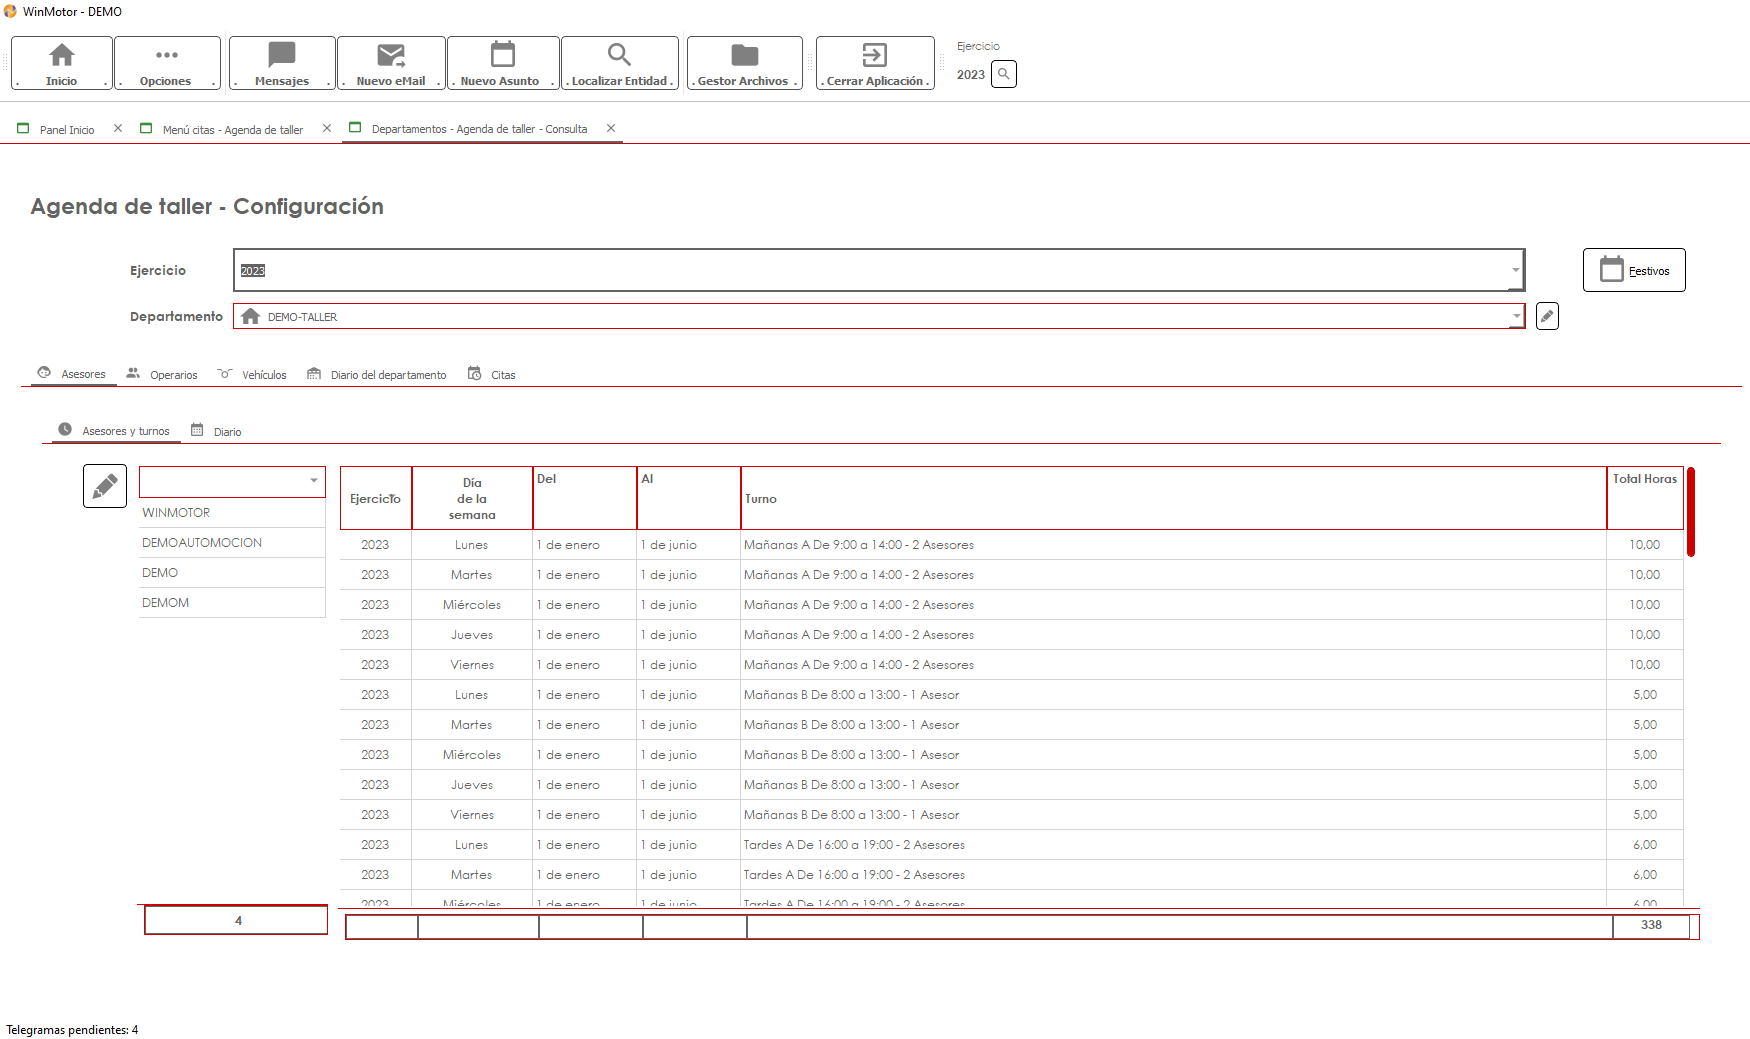 WinMotor - DEMO
. Inicio .
. Opciones .
. Mensajes .
. Nuevo eMail .
. Nuevo Asunto .
. Localizar Entidad .
. Gestor Archivos .
. Cerrar Aplicación .
Ejercicio
2023
Panel Inicio
Menú citas - Agenda de taller
Departamentos - Agenda de taller - Consulta
Agenda de taller - Configuración
Ejercicio 2023
Festivos
Departamento DEMO-TALLER
Asesores Operarios Vehículos Diario del departamento Citas
Asesores y turnos Diario
WINMOTOR
DEMOAUTOMOCION
DEMO
DEMOM
4
Ejercicio Día de la semana Del Al Turno Total Horas
2023 Lunes 1 de enero 1 de junio Mañanas A De 9:00 a 14:00 - 2 Asesores 10,00
2023 Martes 1 de enero 1 de junio Mañanas A De 9:00 a 14:00 - 2 Asesores 10,00
2023 Miércoles 1 de enero 1 de junio Mañanas A De 9:00 a 14:00 - 2 Asesores 10,00
2023 Jueves 1 de enero 1 de junio Mañanas A De 9:00 a 14:00 - 2 Asesores 10,00
2023 Viernes 1 de enero 1 de junio Mañanas A De 9:00 a 14:00 - 2 Asesores 10,00
2023 Lunes 1 de enero 1 de junio Mañanas B De 8:00 a 13:00 - 1 Asesor 5,00
2023 Martes 1 de enero 1 de junio Mañanas B De 8:00 a 13:00 - 1 Asesor 5,00
2023 Miércoles 1 de enero 1 de junio Mañanas B De 8:00 a 13:00 - 1 Asesor 5,00
2023 Jueves 1 de enero 1 de junio Mañanas B De 8:00 a 13:00 - 1 Asesor 5,00
2023 Viernes 1 de enero 1 de junio Mañanas B De 8:00 a 13:00 - 1 Asesor 5,00
2023 Lunes 1 de enero 1 de junio Tardes A De 16:00 a 19:00 - 2 Asesores 6,00
2023 Martes 1 de enero 1 de junio Tardes A De 16:00 a 19:00 - 2 Asesores 6,00
2023 Miércoles 1 de enero 1 de junio Tardes A De 16:00 a 19:00 - 2 Asesores 6,00
338
Telegramas pendientes: 4